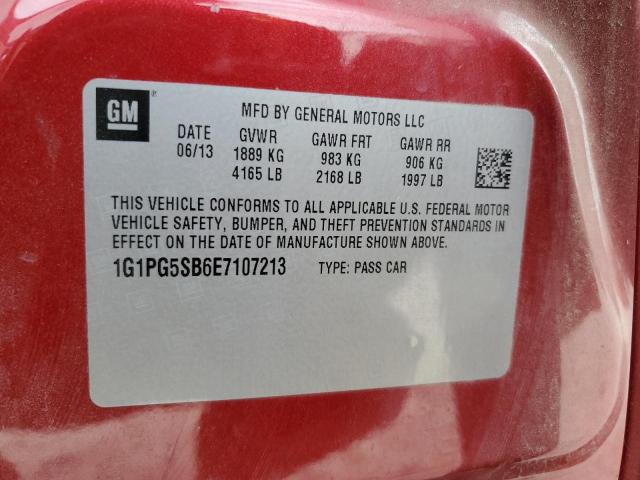 GM ®
MFD BY GENERAL MOTORS LLC
DATE GVWR GAWR FRT GAWR RR
06/13 1889 KG 983 KG 906 KG
4165 LB 2168 LB 1997 LB
THIS VEHICLE CONFORMS TO ALL APPLICABLE U.S. FEDERAL MOTOR
VEHICLE SAFETY, BUMPER, AND THEFT PREVENTION STANDARDS IN
EFFECT ON THE DATE OF MANUFACTURE SHOWN ABOVE.
1G1PG5SB6E7107213 TYPE: PASS CAR